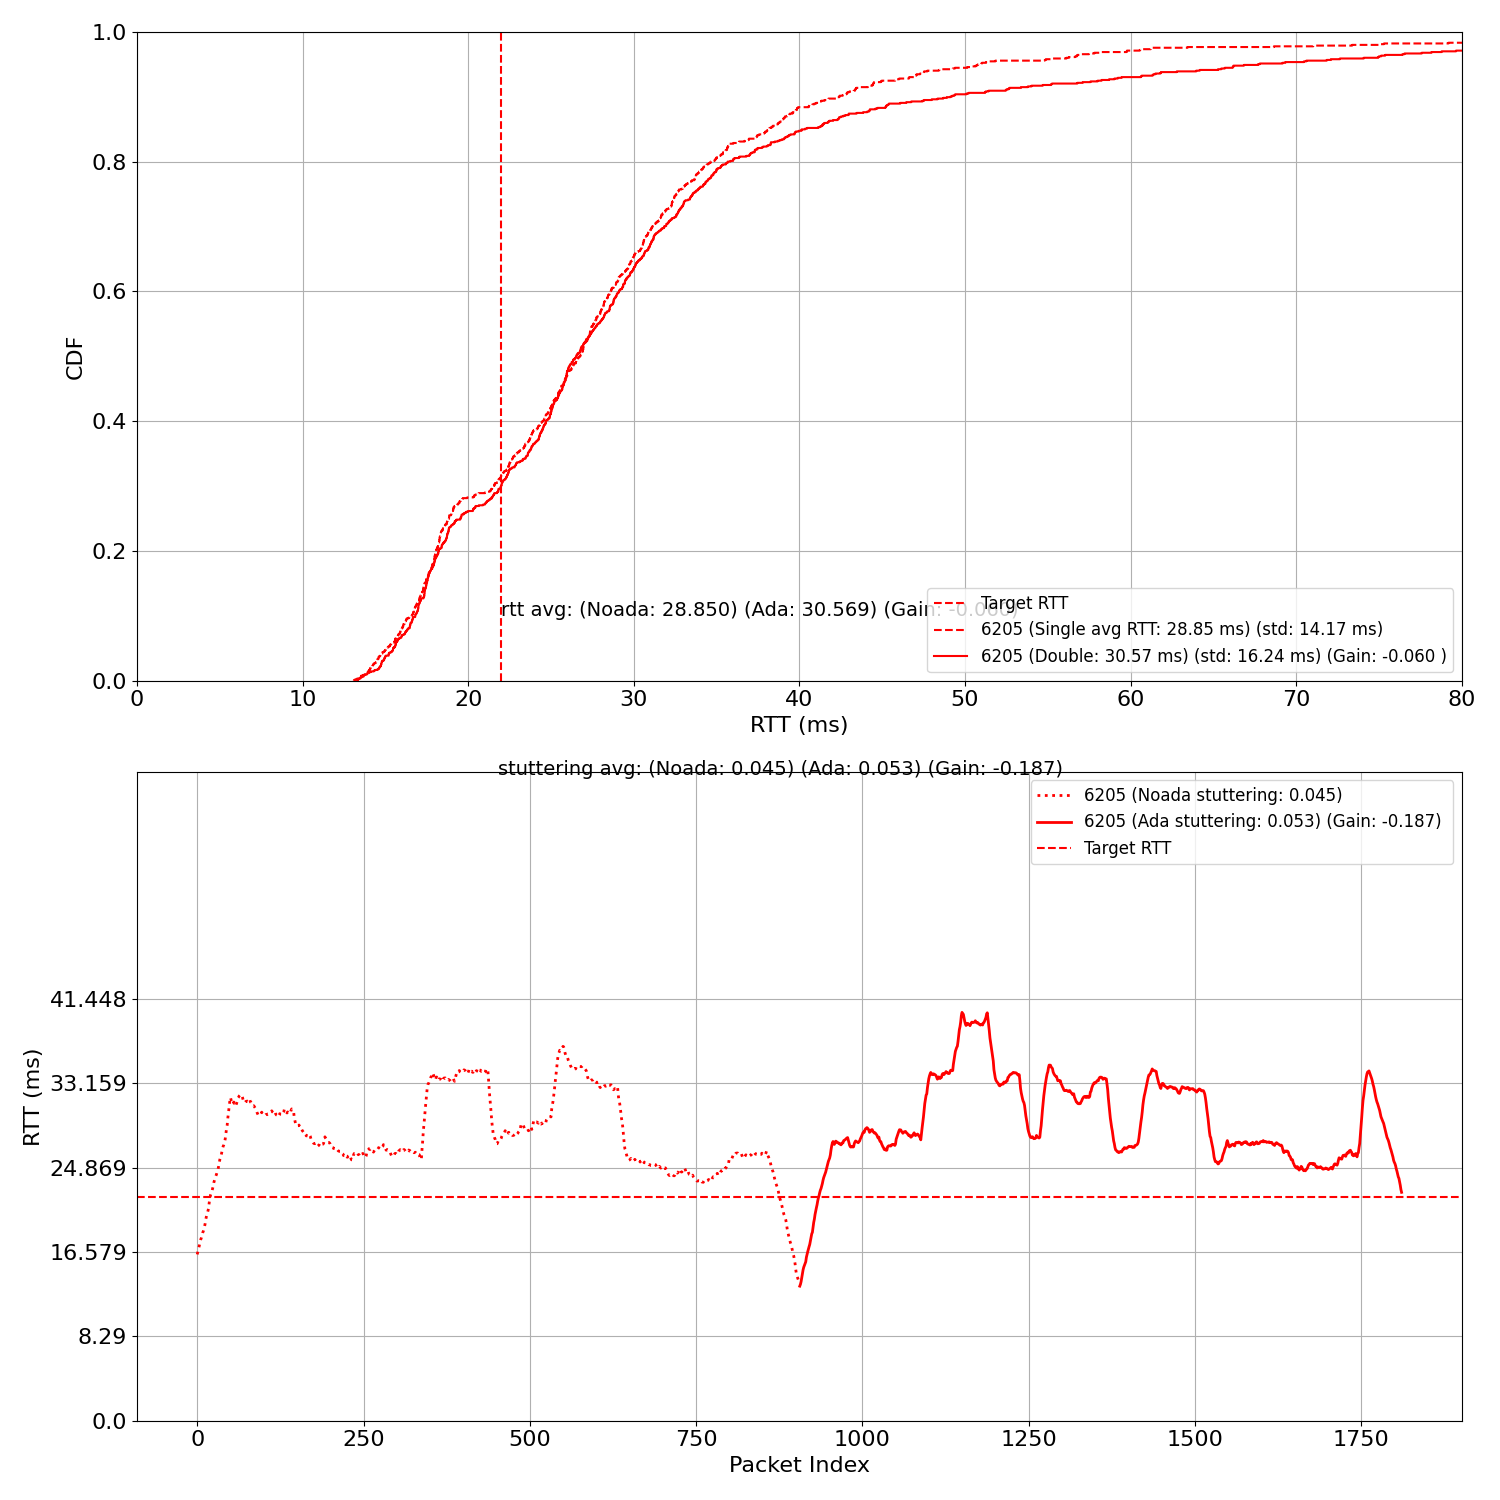 1.0
0.8
0.6
0.4
0.2
0.0
CDF
rtt avg: (Noada: 28.850) (Ada: 30.569) (Gain: -0.060)
Target RTT
6205 (Single avg RTT: 28.85 ms) (std: 14.17 ms)
6205 (Double: 30.57 ms) (std: 16.24 ms) (Gain: -0.060 )
0 10 20 30 40 50 60 70 80
RTT (ms)
stuttering avg: (Noada: 0.045) (Ada: 0.053) (Gain: -0.187)
6205 (Noada stuttering: 0.045)
6205 (Ada stuttering: 0.053) (Gain: -0.187)
Target RTT
41.448
33.159
24.869
16.579
8.29
0.0
RTT (ms)
0 250 500 750 1000 1250 1500 1750
Packet Index